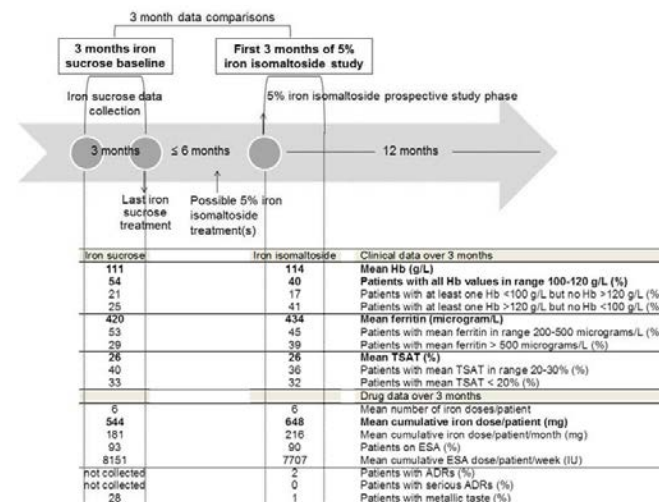 3 month data comparisons
3 months iron
sucrose baseline
First 3 months of 5%
iron isomaltoside study
Iron sucrose data
collection
5% iron isomaltoside prospective study phase
3 months
≤ 6 months
12 months
Last iron
sucrose
treatment
Possible 5% iron
isomaltoside
treatment(s)
Iron sucrose Iron isomaltoside Clinical data over 3 months
111 114 Mean Hb (g/L)
54 40 Patients with all Hb values in range 100-120 g/L (%)
21 17 Patients with at least one Hb <100 g/L but no Hb >120 g/L (%
25 41 Patients with at least one Hb >120 g/L but no Hb <100 g/L (%)
420 434 Mean ferritin (microgram/L)
53 45 Patients with mean ferritin in range 200-500 micrograms/L (%
29 39 Patients with mean ferritin > 500 micrograms/L (%)
26 26 Mean TSAT (%)
40 36 Patients with mean TSAT in range 20-30% (%)
33 32 Patients with mean TSAT < 20% (%)
Drug data over 3 months
6 6 Mean number of iron doses/patient
544 648 Mean cumulative iron dose/patient (mg)
181 216 Mean cumulative iron dose/patient/month (mg)
93 90 Patients on ESA (%)
8151 7707 Mean cumulative ESA dose/patient/week (IU)
not collected 2 Patients with ADRs (%)
not collected 0 Patients with serious ADRs (%)
28 1 Patients with metallic taste (%)